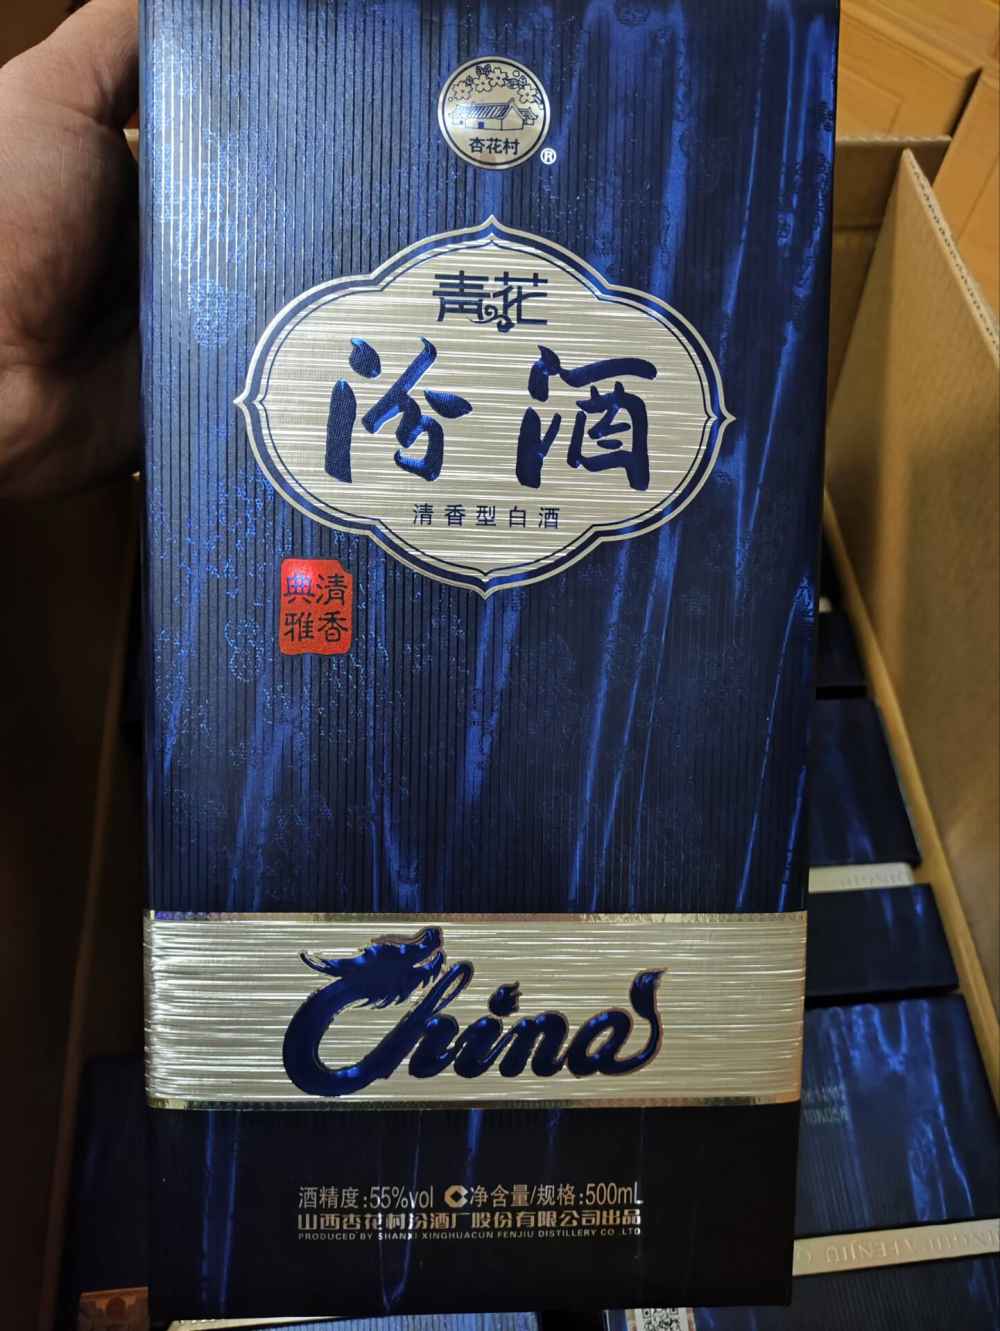 杏花村
®
青花
汾酒
清香型白酒
清香
典雅
China
酒精度:55%vol 净含量/规格:500mL
山西杏花村汾酒厂股份有限公司出品
PRODUCED BY SHANXI XINGHUACUN FENJIU DISTILLERY CO.,LTD